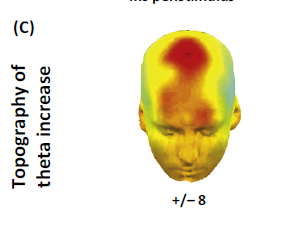 (C)
Topography of
theta increase
+/− 8